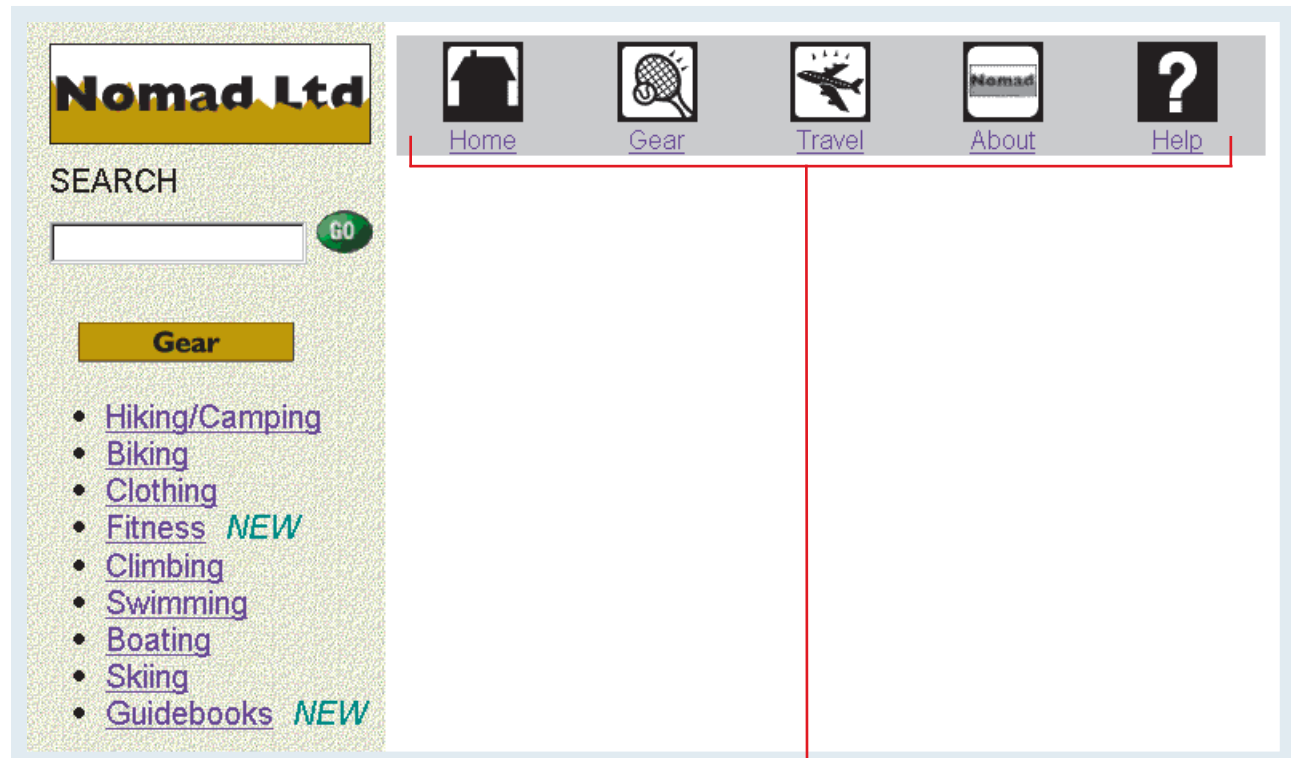 Nomad Ltd
SEARCH
GO
Gear
Hiking/Camping
Biking
Clothing
Fitness NEW
Climbing
Swimming
Boating
Skiing
Guidebooks NEW
Nomad
?
Home Gear Travel About Help